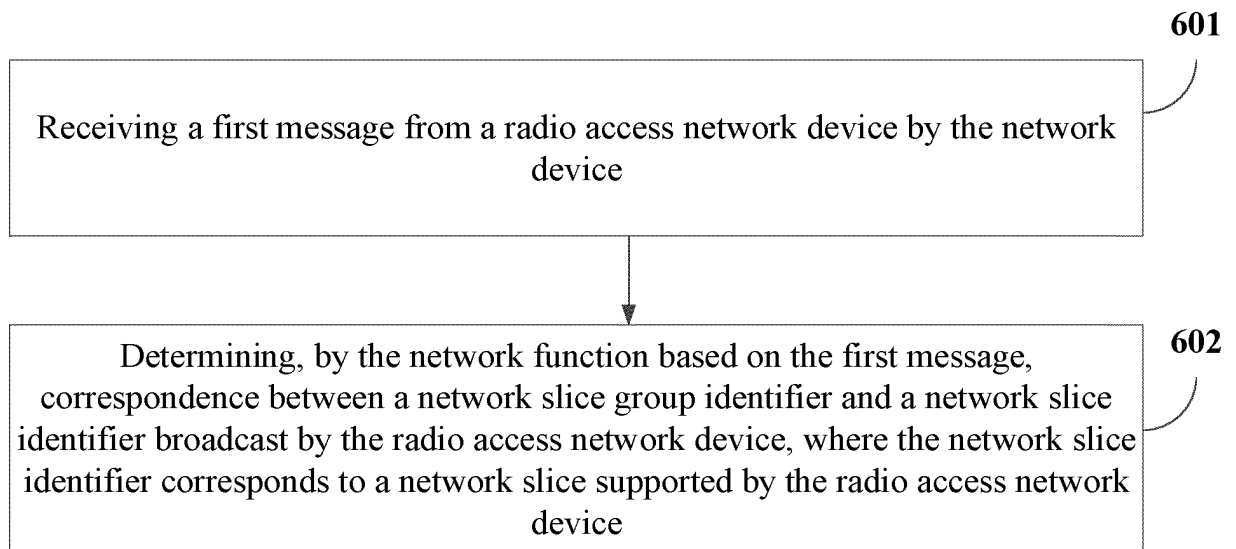 601
Receiving a first message from a radio access network device by the network
device
602
Determining, by the network function based on the first message,
correspondence between a network slice group identifier and a network slice
identifier broadcast by the radio access network device, where the network slice
identifier corresponds to a network slice supported by the radio access network
device